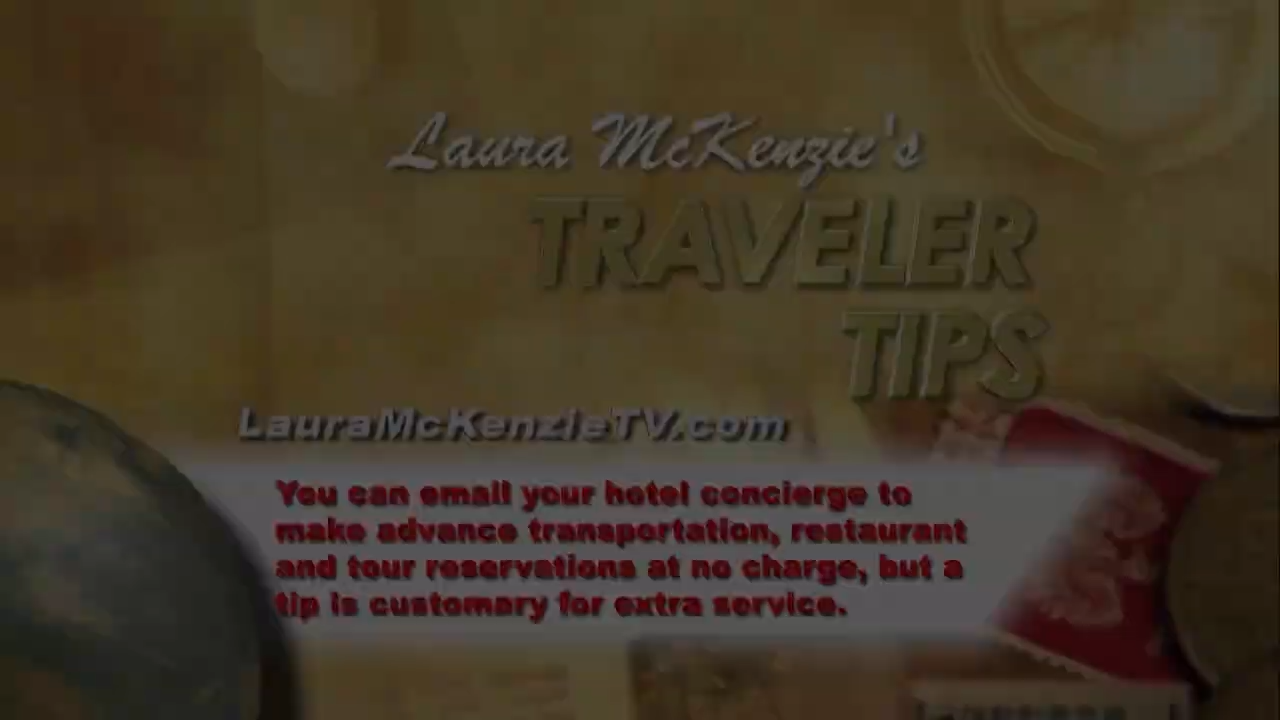 Laura McKenzie's
TRAVELER
TIPS
LauraMcKenzieTV.com
You can email your hotel concierge to
make advance transportation, restaurant
and tour reservations at no charge, but a
tip is customary for extra service.